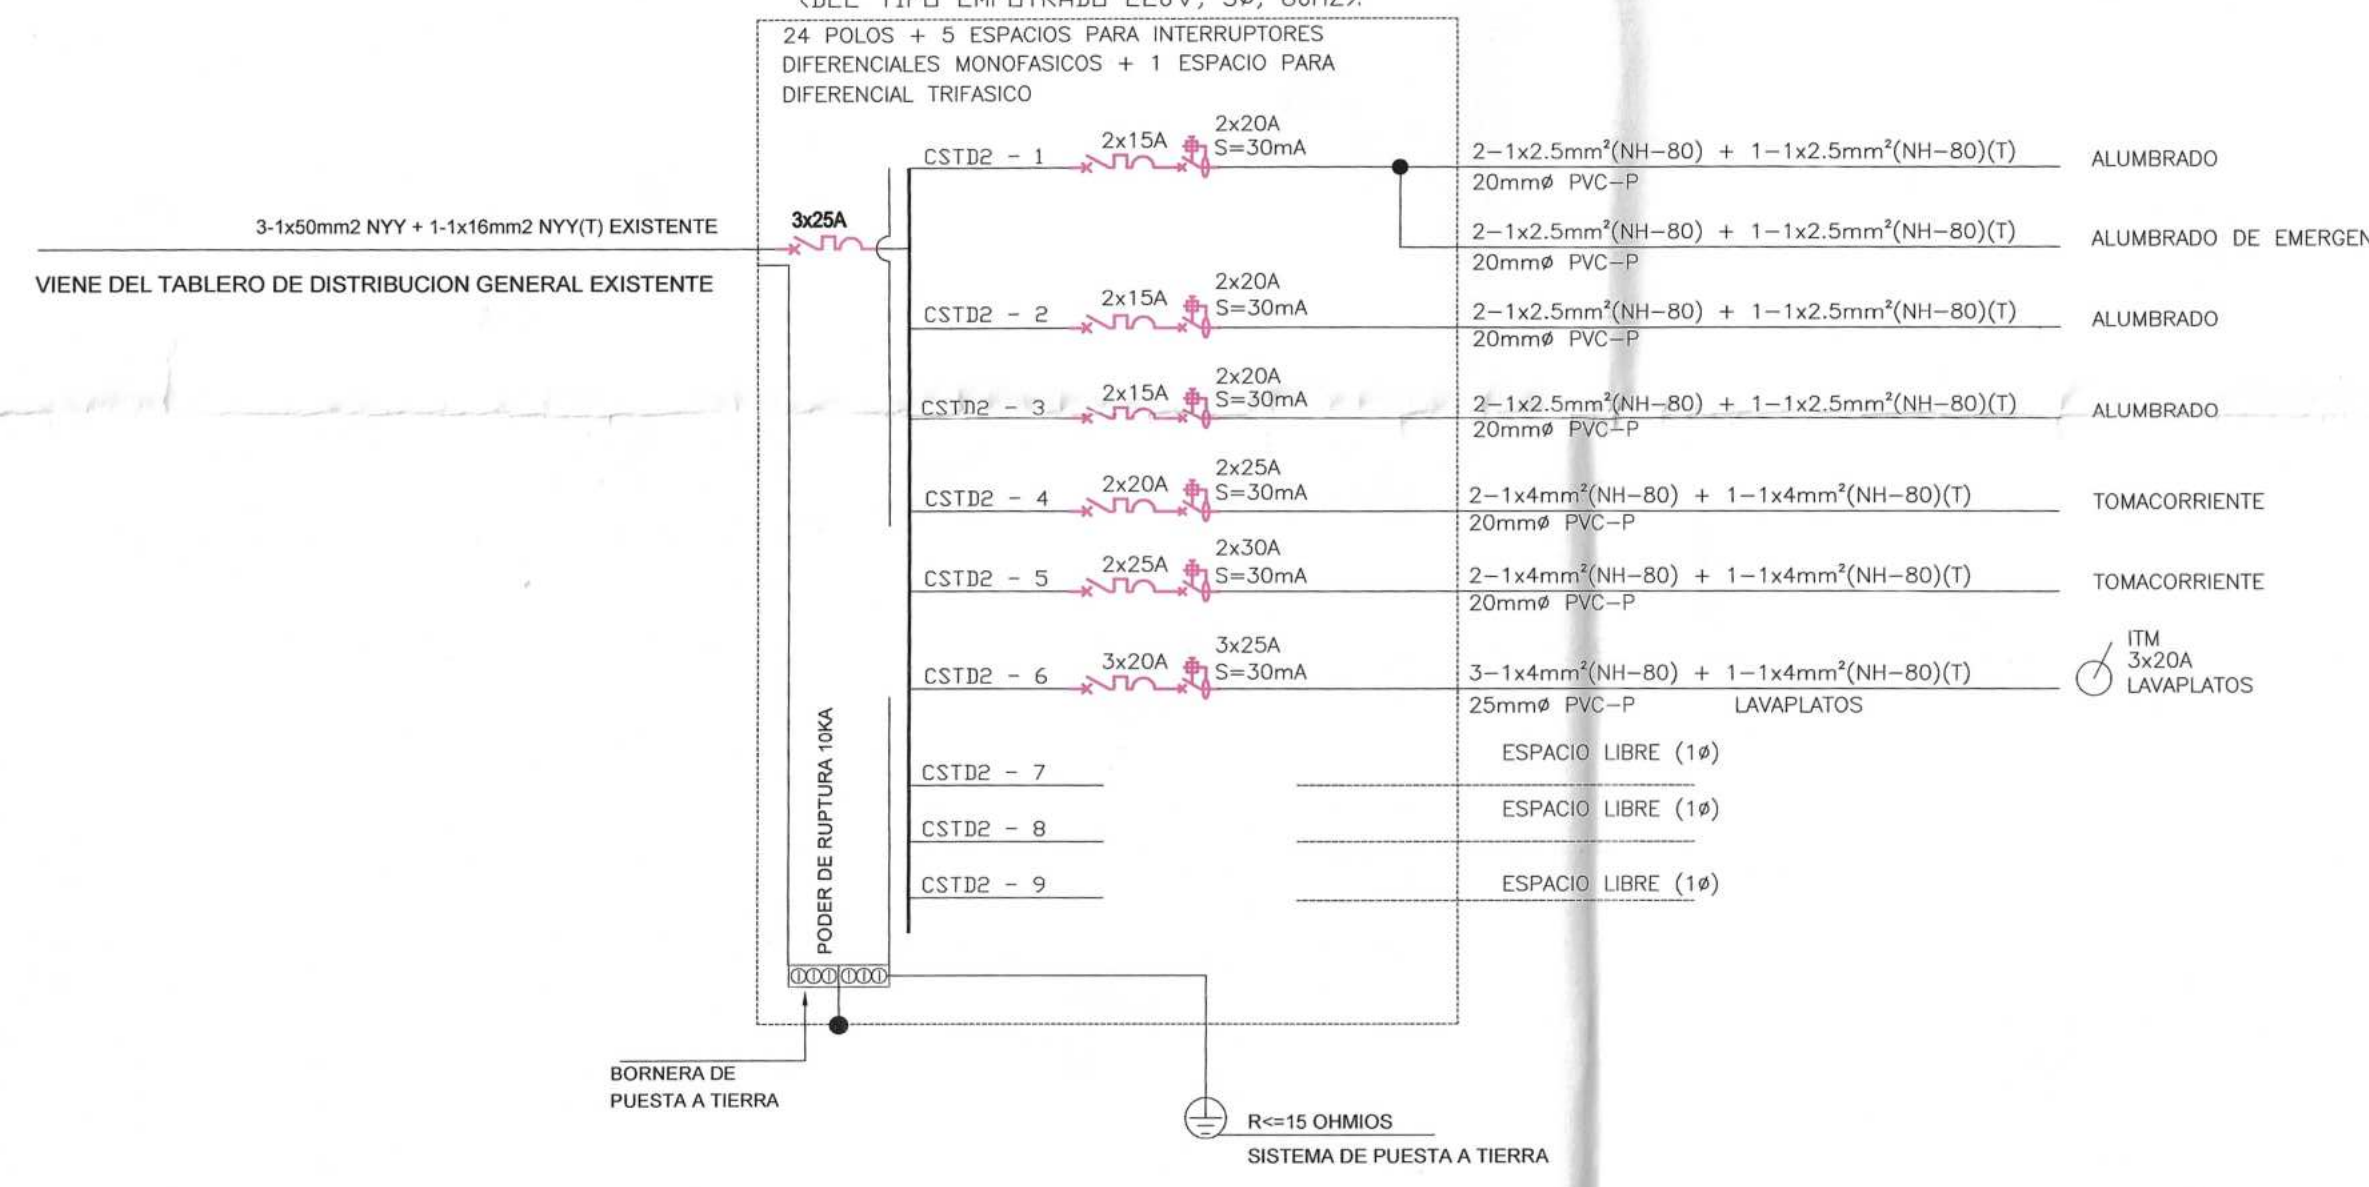 (DEL TIPO EMPOTRADO 220V, 3Ø, 60HZ).
24 POLOS + 5 ESPACIOS PARA INTERRUPTORES
DIFERENCIALES MONOFASICOS + 1 ESPACIO PARA
DIFERENCIAL TRIFASICO
3-1x50mm2 NYY + 1-1x16mm2 NYY(T) EXISTENTE
VIENE DEL TABLERO DE DISTRIBUCION GENERAL EXISTENTE
3x25A
CSTD2 - 1
2x15A
2x20A
S=30mA
2-1x2.5mm²(NH-80) + 1-1x2.5mm²(NH-80)(T)
20mmø PVC-P
ALUMBRADO
2-1x2.5mm²(NH-80) + 1-1x2.5mm²(NH-80)(T)
20mmø PVC-P
ALUMBRADO DE EMERGEN
CSTD2 - 2
2x15A
2x20A
S=30mA
2-1x2.5mm²(NH-80) + 1-1x2.5mm²(NH-80)(T)
20mmø PVC-P
ALUMBRADO
CSTD2 - 3
2x15A
2x20A
S=30mA
2-1x2.5mm²(NH-80) + 1-1x2.5mm²(NH-80)(T)
20mmø PVC-P
ALUMBRADO
CSTD2 - 4
2x20A
2x25A
S=30mA
2-1x4mm²(NH-80) + 1-1x4mm²(NH-80)(T)
20mmø PVC-P
TOMACORRIENTE
CSTD2 - 5
2x25A
2x30A
S=30mA
2-1x4mm²(NH-80) + 1-1x4mm²(NH-80)(T)
20mmø PVC-P
TOMACORRIENTE
CSTD2 - 6
3x20A
3x25A
S=30mA
3-1x4mm²(NH-80) + 1-1x4mm²(NH-80)(T)
25mmø PVC-P LAVAPLATOS
ITM
3x20A
LAVAPLATOS
CSTD2 - 7
ESPACIO LIBRE (1ø)
CSTD2 - 8
ESPACIO LIBRE (1ø)
CSTD2 - 9
ESPACIO LIBRE (1ø)
PODER DE RUPTURA 10KA
BORNERA DE
PUESTA A TIERRA
R<=15 OHMIOS
SISTEMA DE PUESTA A TIERRA